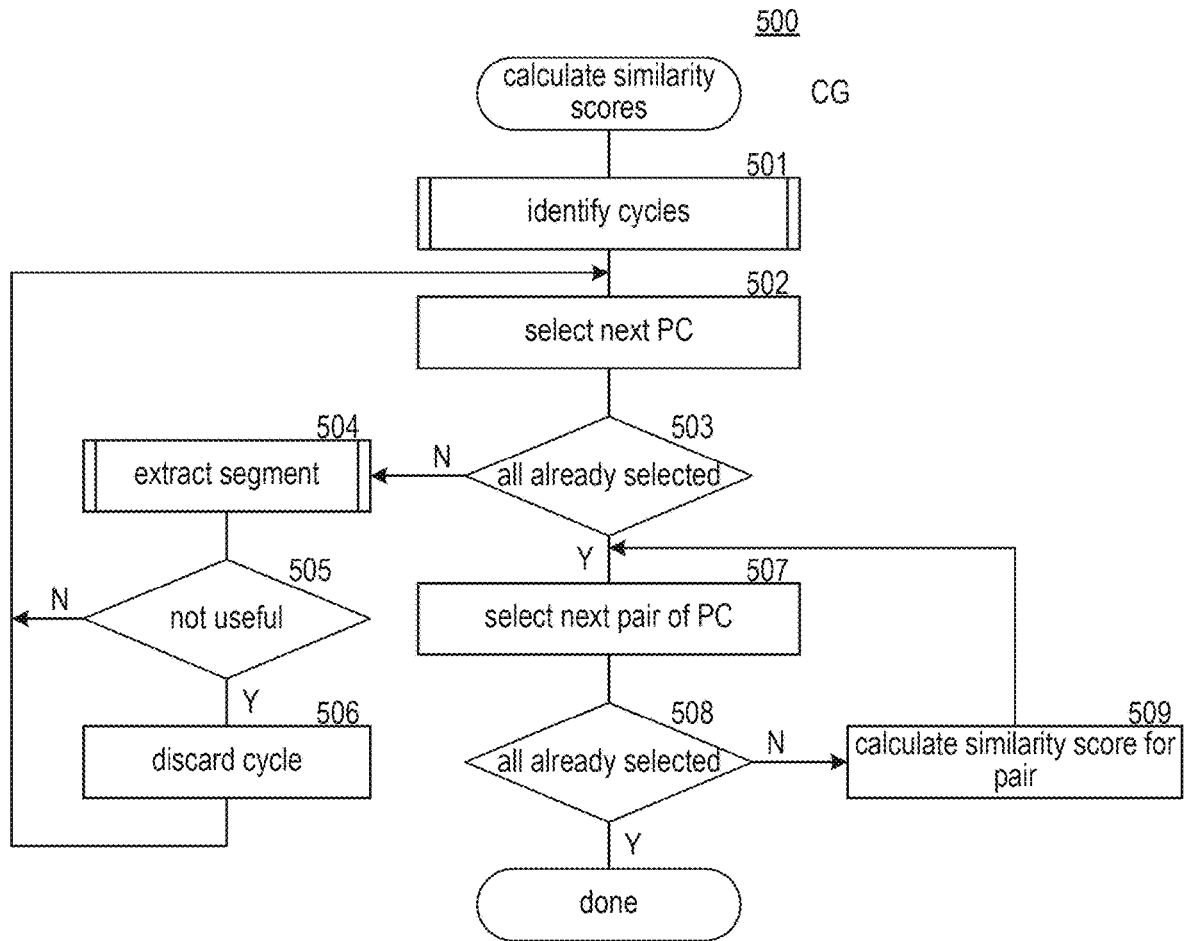 500
calculate similarity
scores
CG
501
identify cycles
502
select next PC
503
all already selected
N
Y
504
extract segment
505
not useful
N
Y
506
discard cycle
507
select next pair of PC
508
all already selected
N
Y
509
calculate similarity score for
pair
done